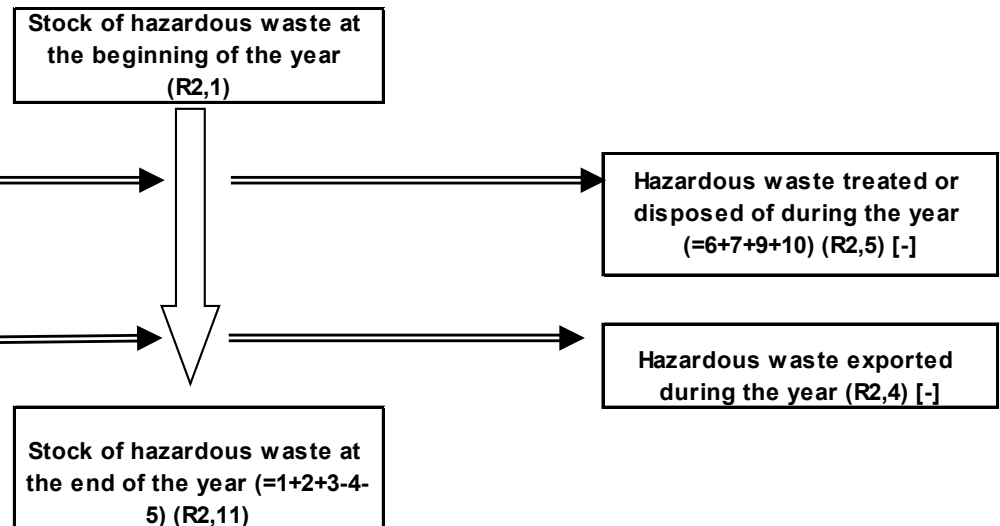 Stock of hazardous waste at
the beginning of the year
(R2,1)
Hazardous waste treated or
disposed of during the year
(=6+7+9+10) (R2,5) [-]
Hazardous waste exported
during the year (R2,4) [-]
Stock of hazardous waste at
the end of the year (=1+2+3-4-
5) (R2,11)